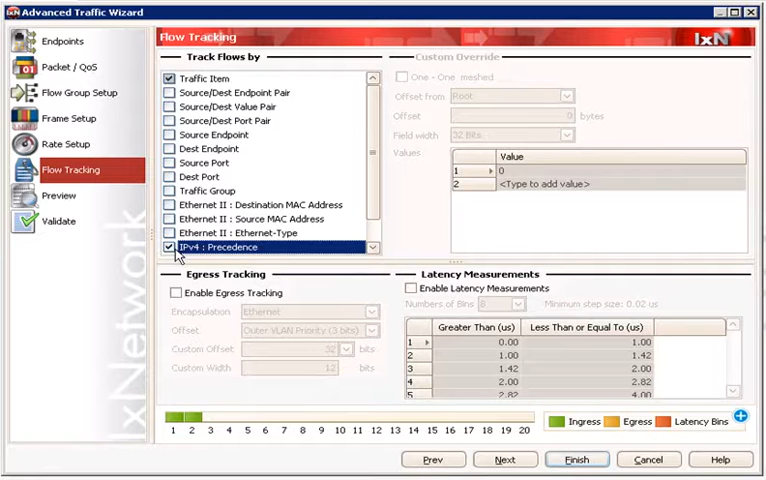 Advanced Traffic Wizard
Endpoints
Packet / QoS
Flow Group Setup
Frame Setup
Rate Setup
Flow Tracking
Preview
Validate
IxNetwork
Flow Tracking
IxN
Track Flows by
Traffic Item
Source/Dest Endpoint Pair
Source/Dest Value Pair
Source/Dest Port Pair
Source Endpoint
Dest Endpoint
Source Port
Dest Port
Traffic Group
Ethernet II : Destination MAC Address
Ethernet II : Source MAC Address
Ethernet II : Ethernet-Type
IPv4 : Precedence
Custom Override
One - One meshed
Offset from Root
Offset 0 bytes
Field width 32 Bits
Values
Value
1 0
2 <Type to add value>
Egress Tracking
Enable Egress Tracking
Encapsulation Ethernet
Offset Outer VLAN Priority (3 bits)
Custom Offset 32 bits
Custom Width 12 bits
Latency Measurements
Enable Latency Measurements
Numbers of Bins 8 Minimum step size: 0.02 us
Greater Than (us) Less Than or Equal To (us)
1 0.00 1.00
2 1.00 1.42
3 1.42 2.00
4 2.00 2.82
5 2.82 4.00
1 2 3 4 5 6 7 8 9 10 11 12 13 14 15 16 17 18 19 20
Ingress Egress Latency Bins
Prev Next Finish Cancel Help